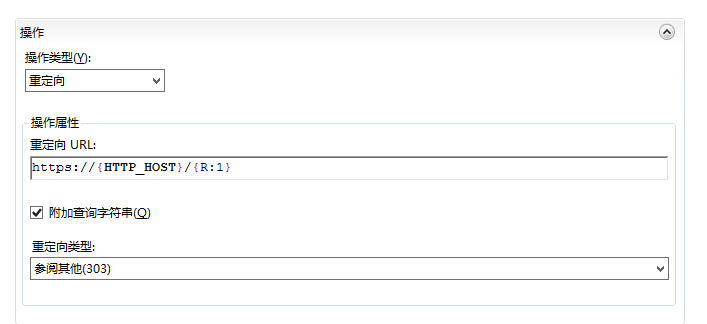 操作
操作类型(Y):
重定向
操作属性
重定向 URL:
https://{HTTP_HOST}/{R:1}
附加查询字符串(Q)
重定向类型:
参阅其他(303)